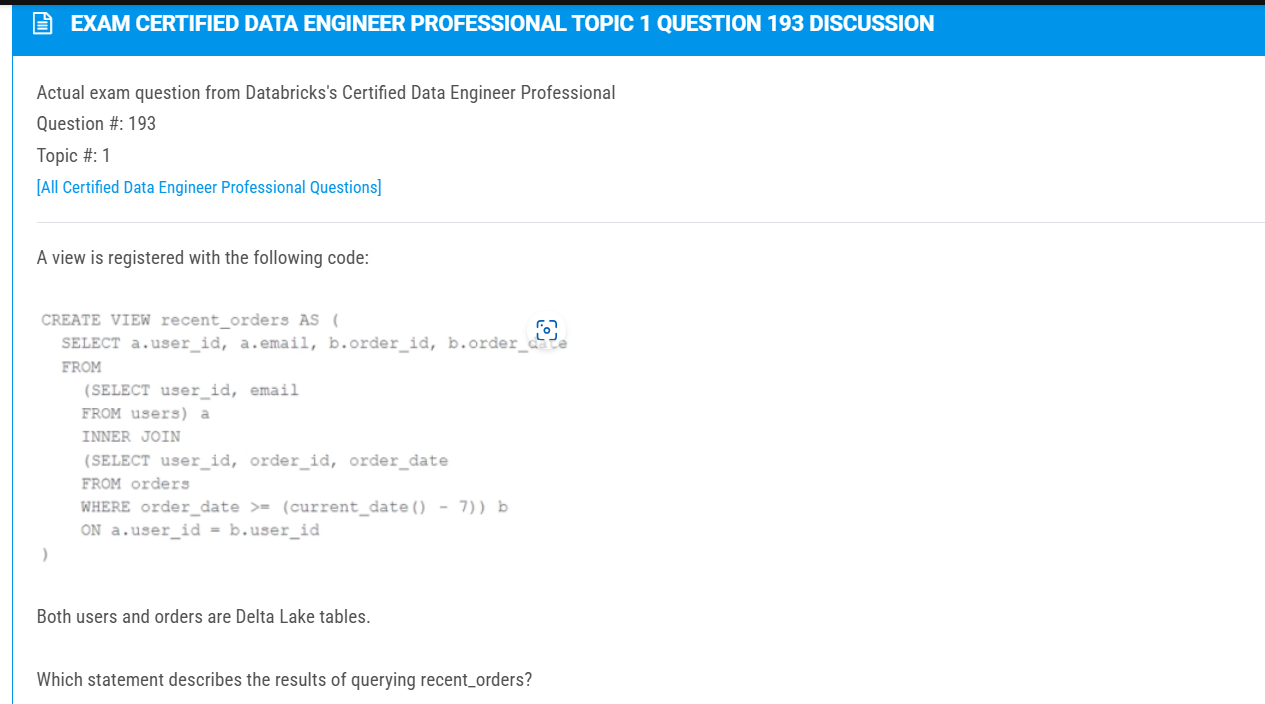 EXAM CERTIFIED DATA ENGINEER PROFESSIONAL TOPIC 1 QUESTION 193 DISCUSSION
Actual exam question from Databricks's Certified Data Engineer Professional
Question #: 193
Topic #: 1
[All Certified Data Engineer Professional Questions]
A view is registered with the following code:
CREATE VIEW recent_orders AS (
SELECT a.user_id, a.email, b.order_id, b.order_date
FROM
(SELECT user_id, email
FROM users) a
INNER JOIN
(SELECT user_id, order_id, order_date
FROM orders
WHERE order_date >= (current_date() - 7)) b
ON a.user_id = b.user_id
)
Both users and orders are Delta Lake tables.
Which statement describes the results of querying recent_orders?